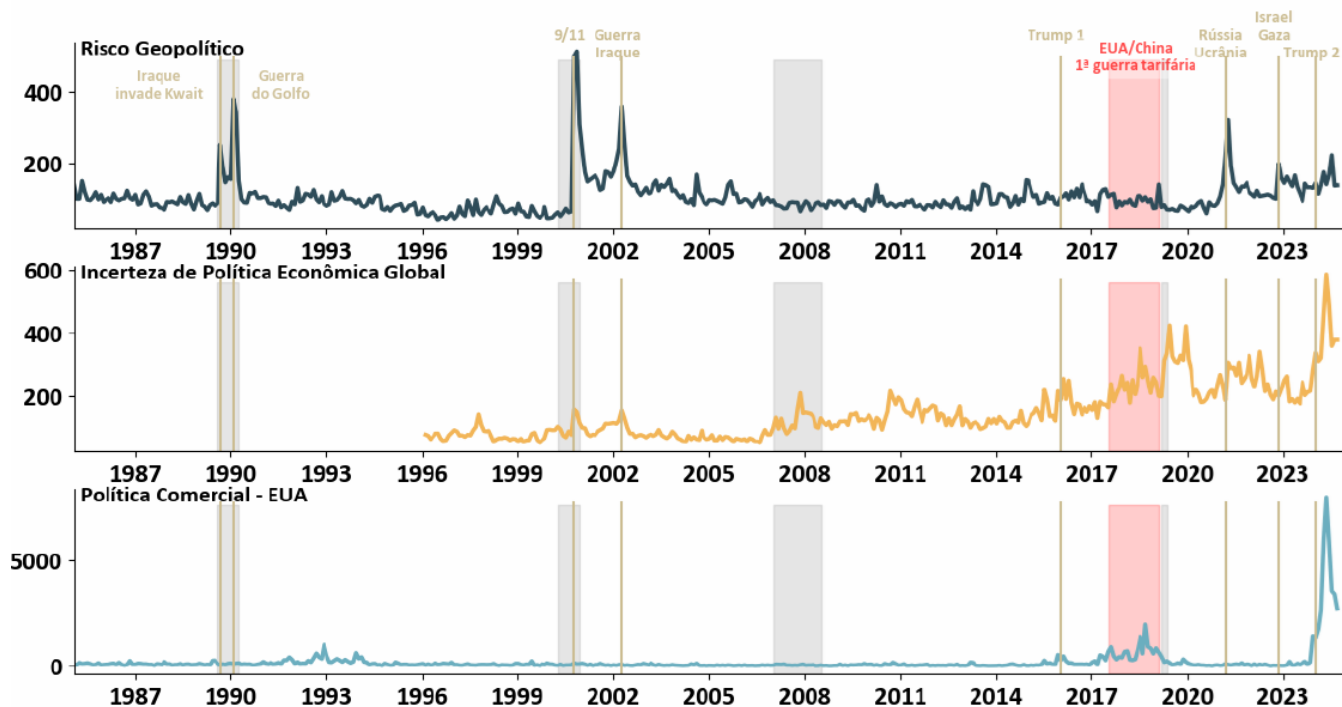 Risco Geopolítico
Iraque
invade Kwait
Guerra
do Golfo
9/11
Guerra
Iraque
Trump 1
EUA/China
1ª guerra tarifária
Rússia
Ucrânia
Israel
Gaza
Trump 2
400
200
1987 1990 1993 1996 1999 2002 2005 2008 2011 2014 2017 2020 2023
Incerteza de Política Econômica Global
600
400
200
1987 1990 1993 1996 1999 2002 2005 2008 2011 2014 2017 2020 2023
Política Comercial - EUA
5000
0
1987 1990 1993 1996 1999 2002 2005 2008 2011 2014 2017 2020 2023